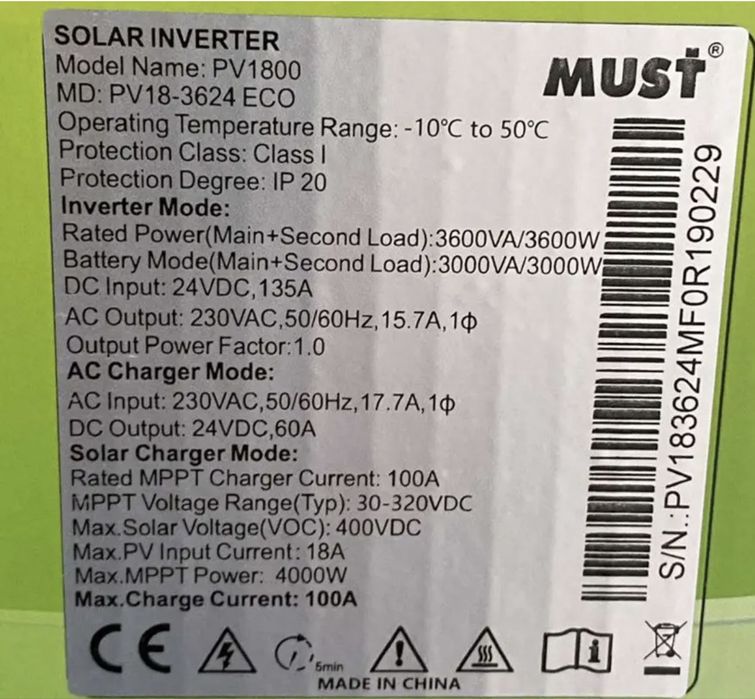 SOLAR INVERTER
Model Name: PV1800
MD: PV18-3624 ECO
MUST®
Operating Temperature Range: -10℃ to 50℃
Protection Class: Class I
Protection Degree: IP 20
Inverter Mode:
Rated Power(Main+Second Load):3600VA/3600W
Battery Mode(Main+Second Load):3000VA/3000W
DC Input: 24VDC,135A
AC Output: 230VAC,50/60Hz,15.7A,1ϕ
Output Power Factor:1.0
AC Charger Mode:
AC Input: 230VAC,50/60Hz,17.7A,1ϕ
DC Output: 24VDC,60A
Solar Charger Mode:
Rated MPPT Charger Current: 100A
MPPT Voltage Range(Typ): 30-320VDC
Max.Solar Voltage(VOC): 400VDC
Max.PV Input Current: 18A
Max.MPPT Power: 4000W
Max.Charge Current: 100A
S/N.:PV183624MF0R190229
CE
5min
MADE IN CHINA